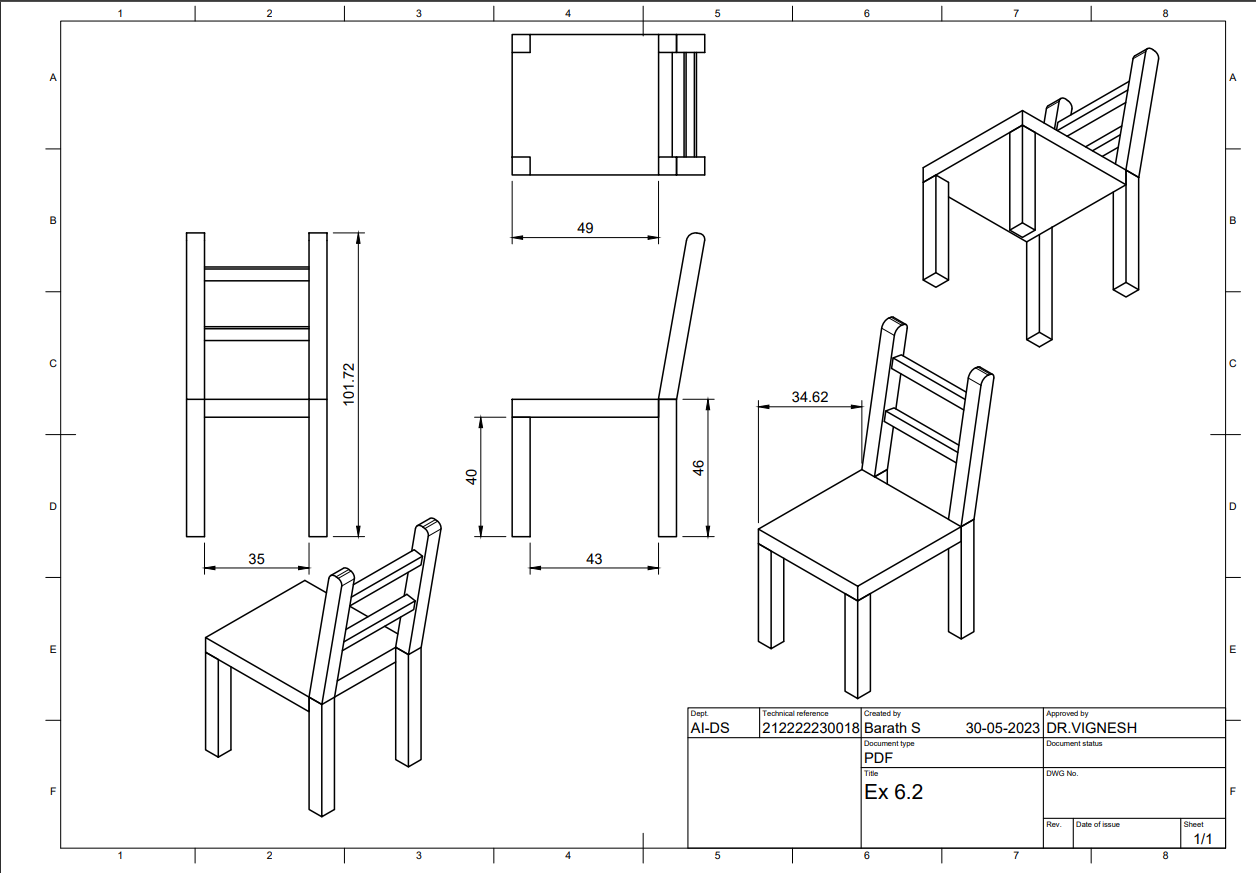 1 2 3 4 5 6 7 8
A A
49
B B
101.72
C C
34.62
40
46
D D
35
43
E E
Dept. Technical reference Created by Approved by
AI-DS 212222230018 Barath S 30-05-2023 DR.VIGNESH
Document type Document status
PDF
Title DWG No.
Ex 6.2
F F
Rev. Date of issue Sheet
1/1
1 2 3 4 5 6 7 8